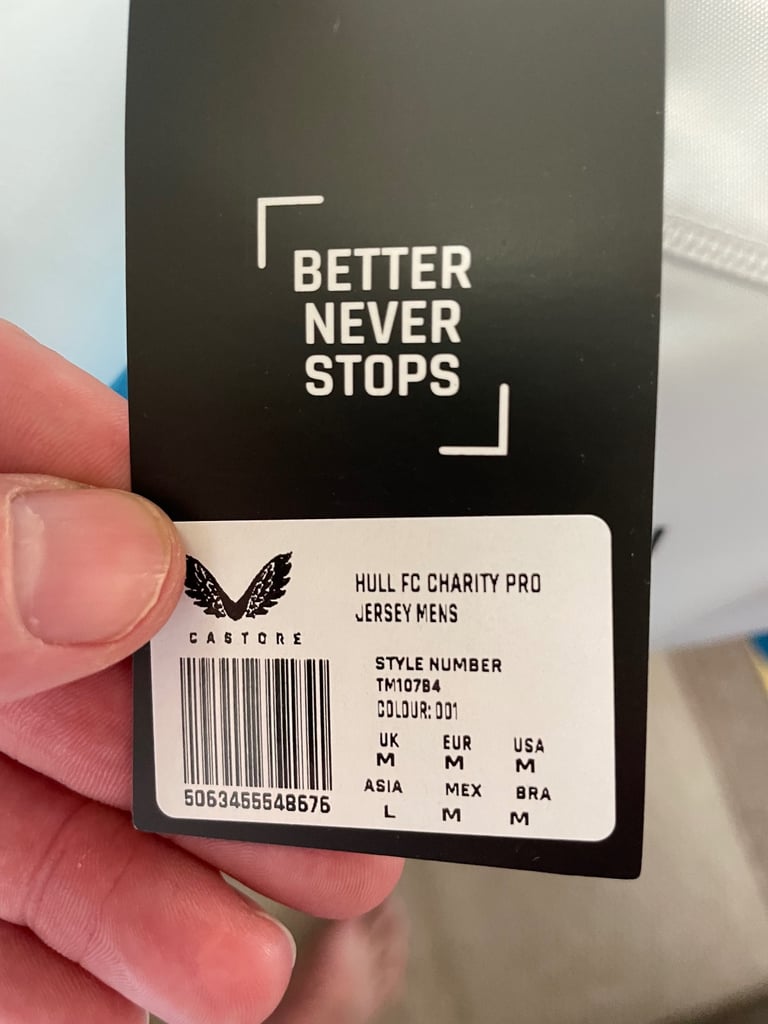 BETTER
NEVER
STOPS
CASTORE
5063455548676
HULL FC CHARITY PRO
JERSEY MENS
STYLE NUMBER
TM107B4
COLOUR: 001
UK EUR USA
M M M
ASIA MEX BRA
L M M